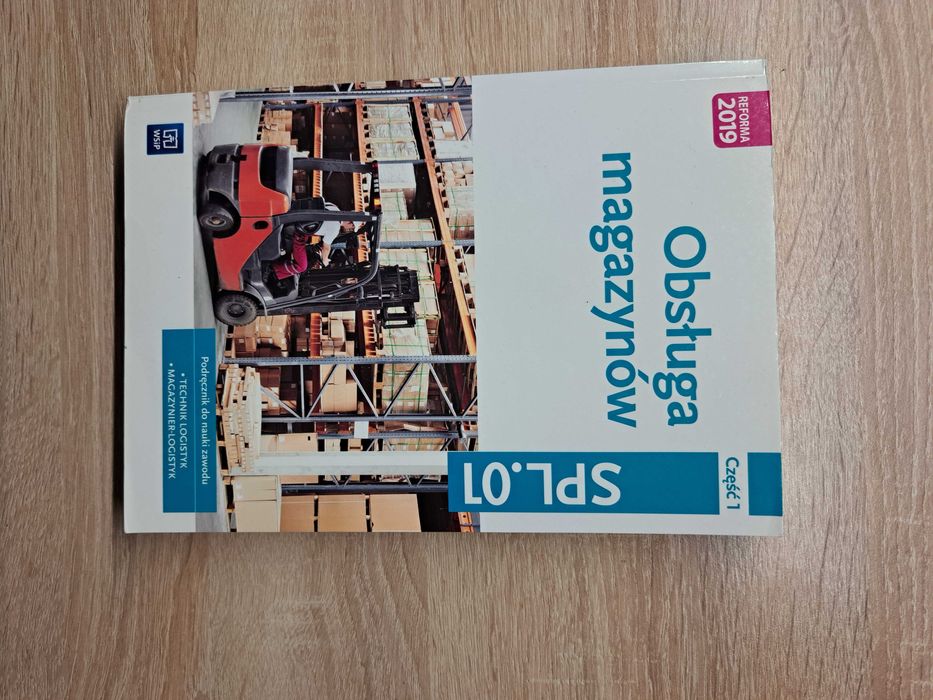 REFORMA
2019
Obsługa
magazynów
Część 1
SPL.01
Podręcznik do nauki zawodu
• TECHNIK LOGISTYK
• MAGAZYNIER-LOGISTYK
WSiP